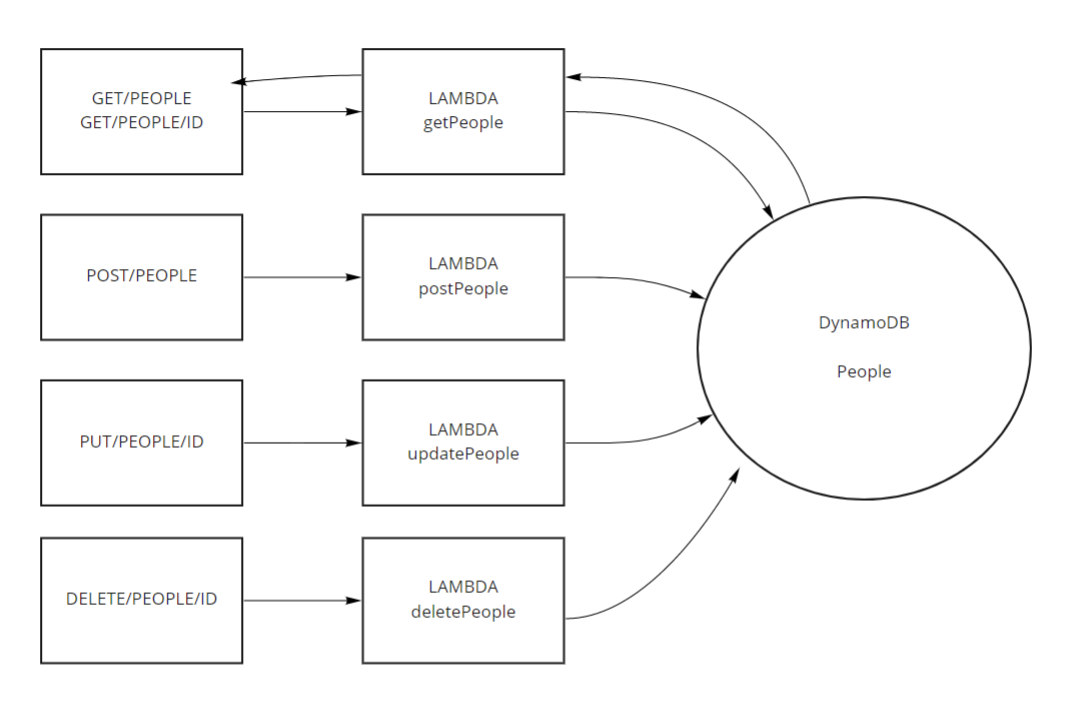 GET/PEOPLE
GET/PEOPLE/ID
LAMBDA
getPeople
POST/PEOPLE
LAMBDA
postPeople
DynamoDB
People
PUT/PEOPLE/ID
LAMBDA
updatePeople
DELETE/PEOPLE/ID
LAMBDA
deletePeople